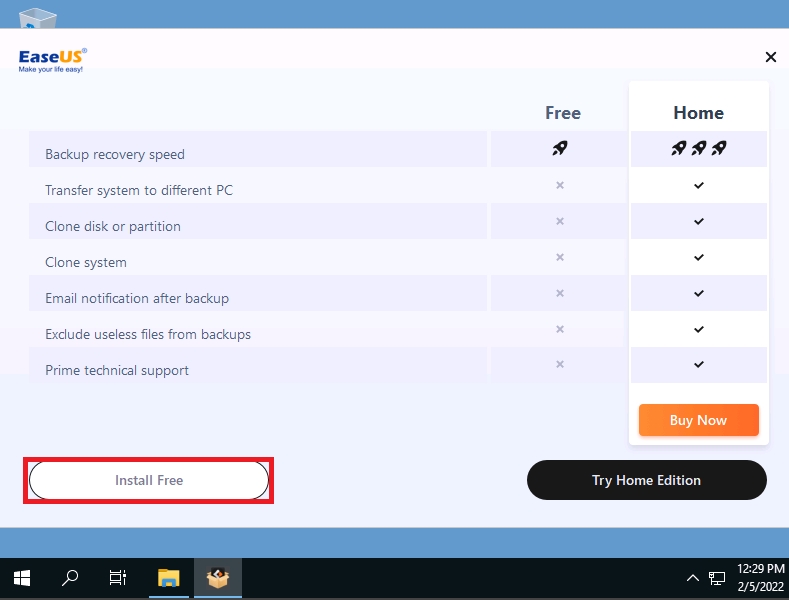 EaseUS®
Make your life easy!
Free
Home
Backup recovery speed
Transfer system to different PC
Clone disk or partition
Clone system
Email notification after backup
Exclude useless files from backups
Prime technical support
Buy Now
Install Free
Try Home Edition
12:29 PM
2/5/2022